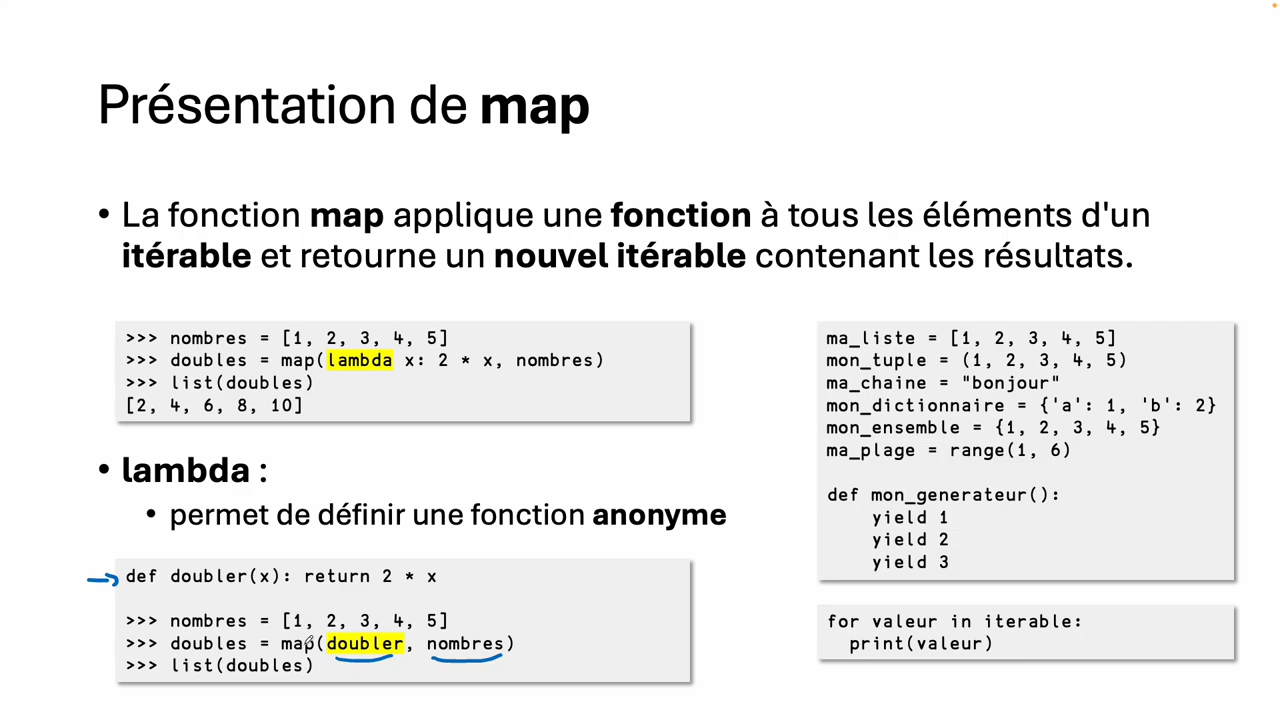 Présentation de map
• La fonction map applique une fonction à tous les éléments d'un
itérable et retourne un nouvel itérable contenant les résultats.
>>> nombres = [1, 2, 3, 4, 5]
>>> doubles = map(lambda x: 2 * x, nombres)
>>> list(doubles)
[2, 4, 6, 8, 10]
• lambda :
• permet de définir une fonction anonyme
def doubler(x): return 2 * x
>>> nombres = [1, 2, 3, 4, 5]
>>> doubles = map(doubler, nombres)
>>> list(doubles)
ma_liste = [1, 2, 3, 4, 5]
mon_tuple = (1, 2, 3, 4, 5)
ma_chaine = "bonjour"
mon_dictionnaire = {'a': 1, 'b': 2}
mon_ensemble = {1, 2, 3, 4, 5}
ma_plage = range(1, 6)
def mon_generateur():
    yield 1
    yield 2
    yield 3
for valeur in iterable:
  print(valeur)